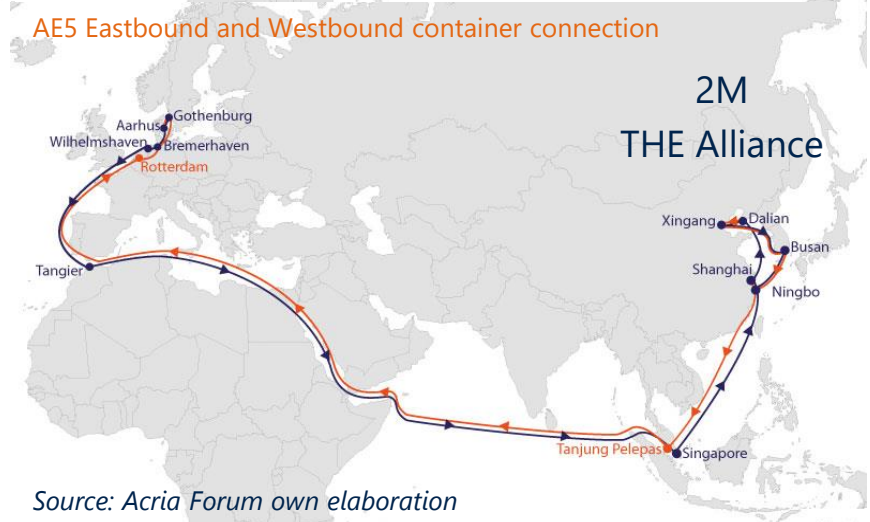 AE5 Eastbound and Westbound container connection
2M
THE Alliance
Gothenburg
Aarhus
Wilhelmshaven
Bremerhaven
Rotterdam
Xingang
Dalian
Busan
Tangier
Shanghai
Ningbo
Tanjung Pelepas
Singapore
Source: Acria Forum own elaboration